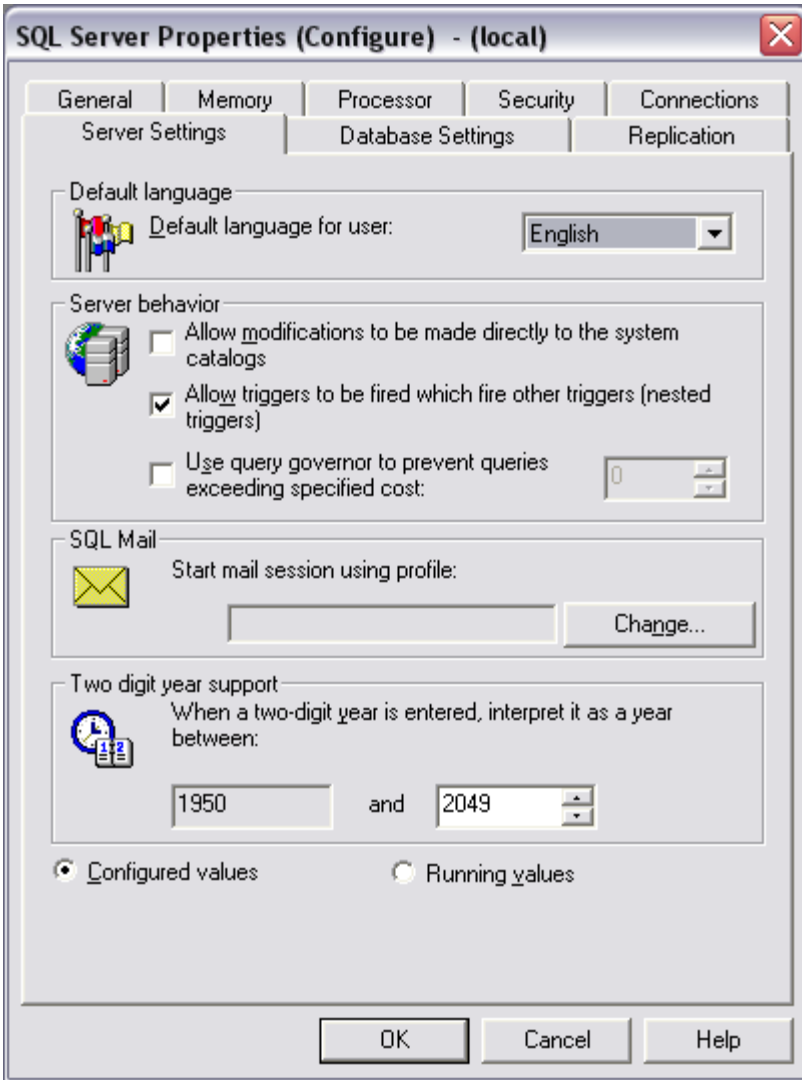 SQL Server Properties (Configure) - (local)
General Memory Processor Security Connections
Server Settings Database Settings Replication
Default language
Default language for user: English
Server behavior
Allow modifications to be made directly to the system
catalogs
Allow triggers to be fired which fire other triggers (nested
triggers)
Use query governor to prevent queries
exceeding specified cost: 0
SQL Mail
Start mail session using profile:
Change...
Two digit year support
When a two-digit year is entered, interpret it as a year
between:
1950 and 2049
Configured values Running values
OK Cancel Help